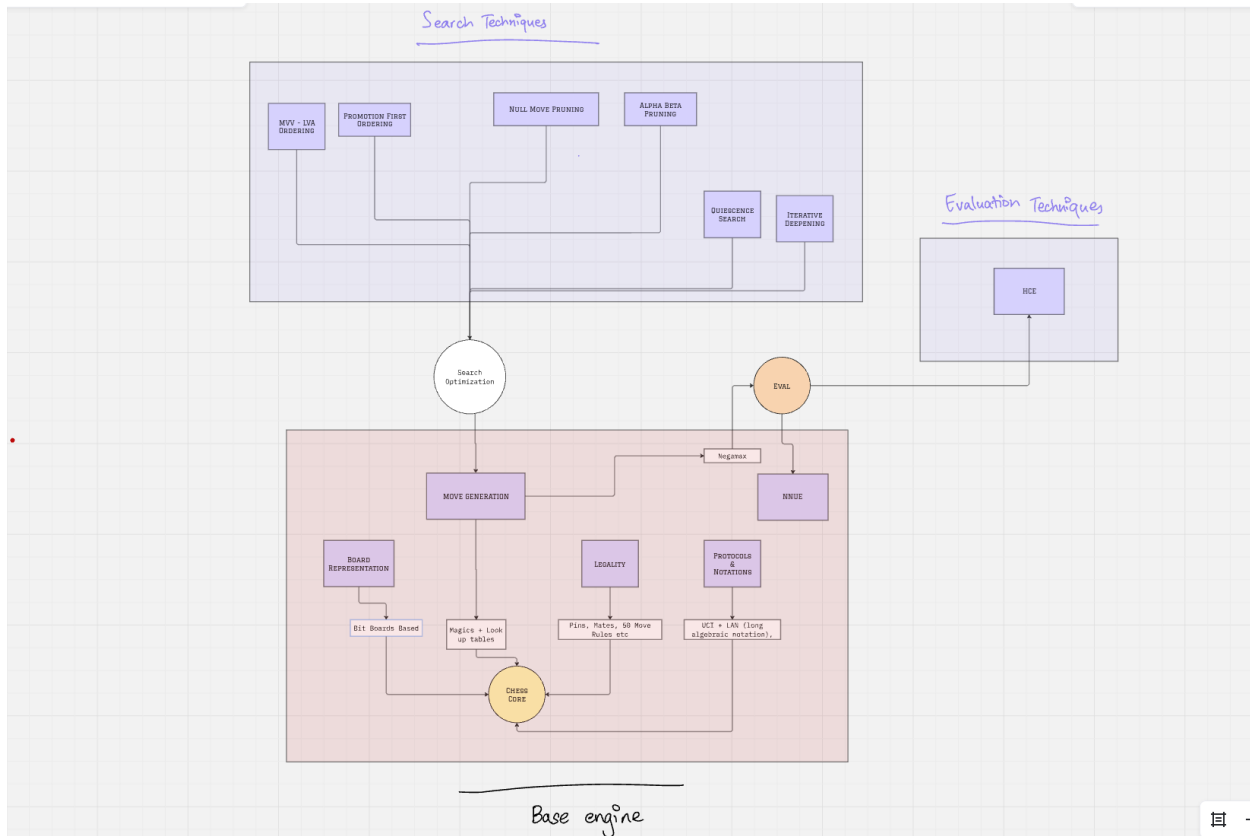 Search Techniques
MVV - LVA
Ordering
Promotion First
Ordering
Null Move Pruning
Alpha Beta
Pruning
Quiescence
Search
Iterative
Deepening
Evaluation Techniques
HCE
Search
Optimization
Eval
Negamax
MOVE GENERATION
NNUE
Board
Representation
Legality
Protocols
&
Notations
Bit Boards Based
Magics + Look
up tables
Pins, Mates, 50 Move
Rules etc
UCT + LAN (long
algebraic notation),
Chess
Core
Base engine